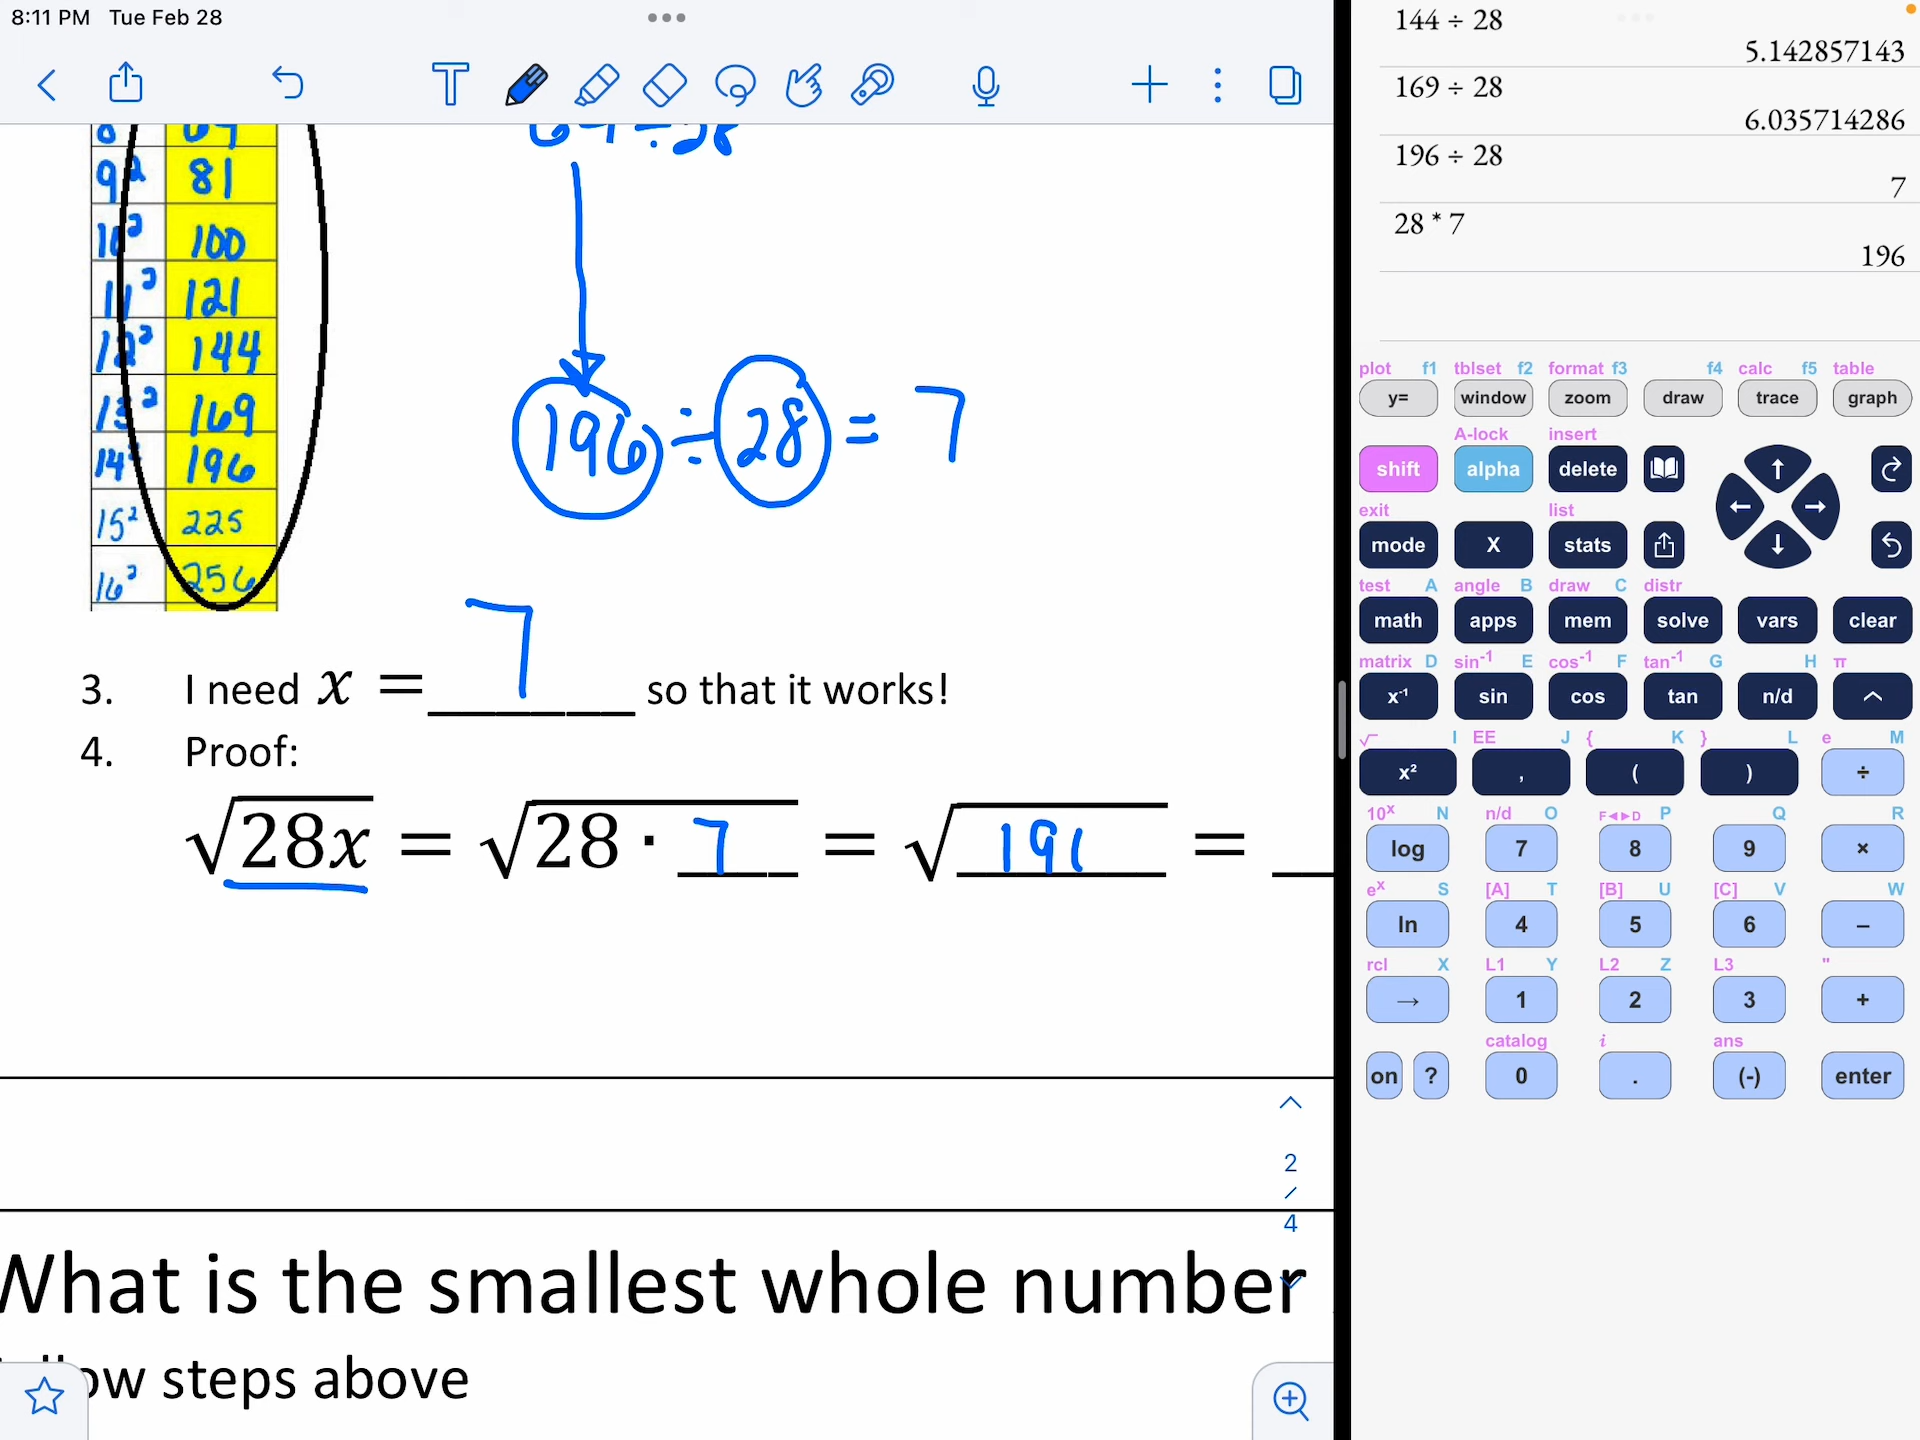 8:11 PM Tue Feb 28
T
64 ÷ 28
8 64
9² 81
10² 100
11² 121
12² 144
13² 169
14² 196
15² 225
16² 256
196 ÷ 28 = 7
3. I need x = 7 so that it works!
4. Proof:
√28x = √28 · 7 = √19 =
2
/
4
What is the smallest whole number
ow steps above
144 ÷ 28
5.142857143
169 ÷ 28
6.035714286
196 ÷ 28
7
28 * 7
196
plot f1 tblset f2 format f3 f4 calc f5 table
y= window zoom draw trace graph
A-lock insert
shift alpha delete
exit list
mode X stats
test A angle B draw C distr
math apps mem solve vars clear
matrix D sin⁻¹ E cos⁻¹ F tan⁻¹ G H π
x⁻¹ sin cos tan n/d ^
√ I EE J { K } L e M
x² , ( ) ÷
10ˣ N n/d O F◄►D P Q R
log 7 8 9 ×
eˣ S [A] T [B] U [C] V W
ln 4 5 6 −
rcl X L1 Y L2 Z L3 "
→ 1 2 3 +
catalog i ans
on ? 0 . (-) enter